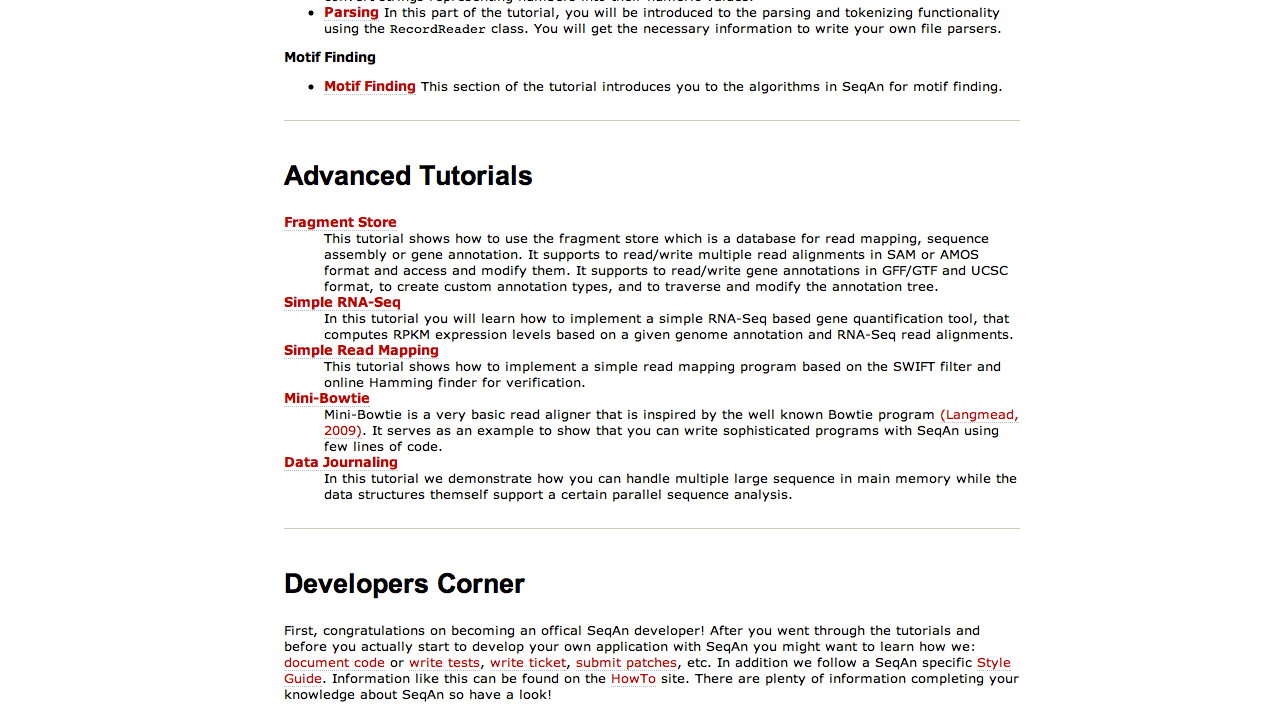 Parsing In this part of the tutorial, you will be introduced to the parsing and tokenizing functionality
using the RecordReader class. You will get the necessary information to write your own file parsers.
Motif Finding
• Motif Finding This section of the tutorial introduces you to the algorithms in SeqAn for motif finding.
Advanced Tutorials
Fragment Store
This tutorial shows how to use the fragment store which is a database for read mapping, sequence
assembly or gene annotation. It supports to read/write multiple read alignments in SAM or AMOS
format and access and modify them. It supports to read/write gene annotations in GFF/GTF and UCSC
format, to create custom annotation types, and to traverse and modify the annotation tree.
Simple RNA-Seq
In this tutorial you will learn how to implement a simple RNA-Seq based gene quantification tool, that
computes RPKM expression levels based on a given genome annotation and RNA-Seq read alignments.
Simple Read Mapping
This tutorial shows how to implement a simple read mapping program based on the SWIFT filter and
online Hamming finder for verification.
Mini-Bowtie
Mini-Bowtie is a very basic read aligner that is inspired by the well known Bowtie program (Langmead,
2009). It serves as an example to show that you can write sophisticated programs with SeqAn using
few lines of code.
Data Journaling
In this tutorial we demonstrate how you can handle multiple large sequence in main memory while the
data structures themself support a certain parallel sequence analysis.
Developers Corner
First, congratulations on becoming an offical SeqAn developer! After you went through the tutorials and
before you actually start to develop your own application with SeqAn you might want to learn how we:
document code or write tests, write ticket, submit patches, etc. In addition we follow a SeqAn specific Style
Guide. Information like this can be found on the HowTo site. There are plenty of information completing your
knowledge about SeqAn so have a look!